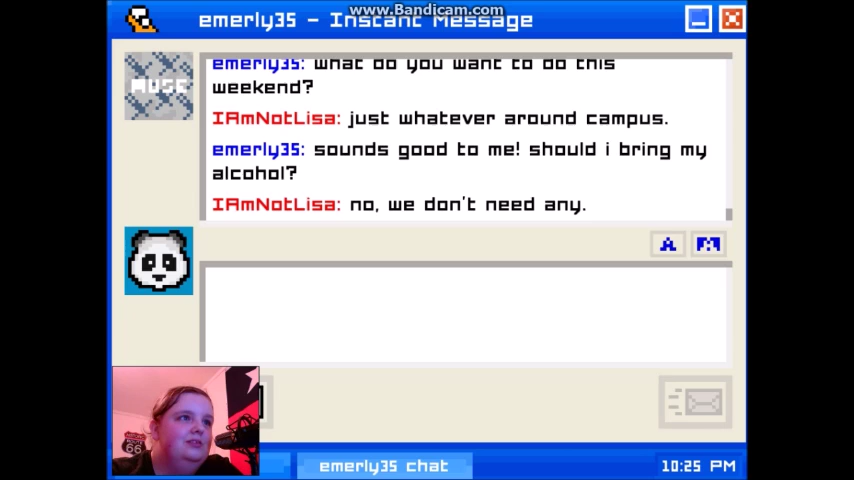 www.Bandicam.com
emerly35 - Instant Message
MUSE
emerly35: what do you want to do this
weekend?
IAmNotLisa: just whatever around campus.
emerly35: sounds good to me! should i bring my
alcohol?
IAmNotLisa: no, we don't need any.
A
ROUTE
66
emerly35 chat
10:25 PM